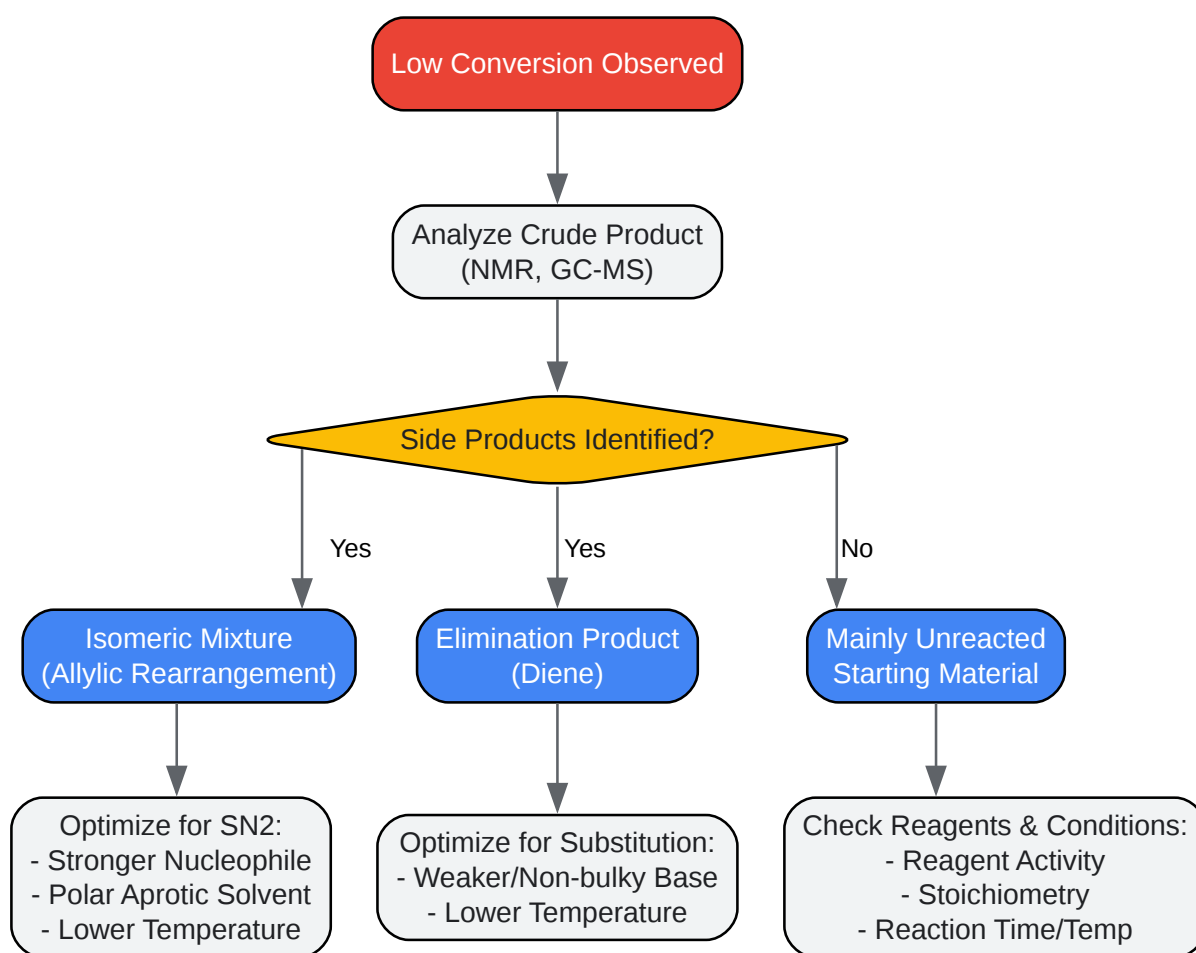 Low Conversion Observed
Analyze Crude Product
(NMR, GC-MS)
Side Products Identified?
Yes
Yes
No
Isomeric Mixture
(Allylic Rearrangement)
Elimination Product
(Diene)
Mainly Unreacted
Starting Material
Optimize for SN2:
- Stronger Nucleophile
- Polar Aprotic Solvent
- Lower Temperature
Optimize for Substitution:
- Weaker/Non-bulky Base
- Lower Temperature
Check Reagents & Conditions:
- Reagent Activity
- Stoichiometry
- Reaction Time/Temp